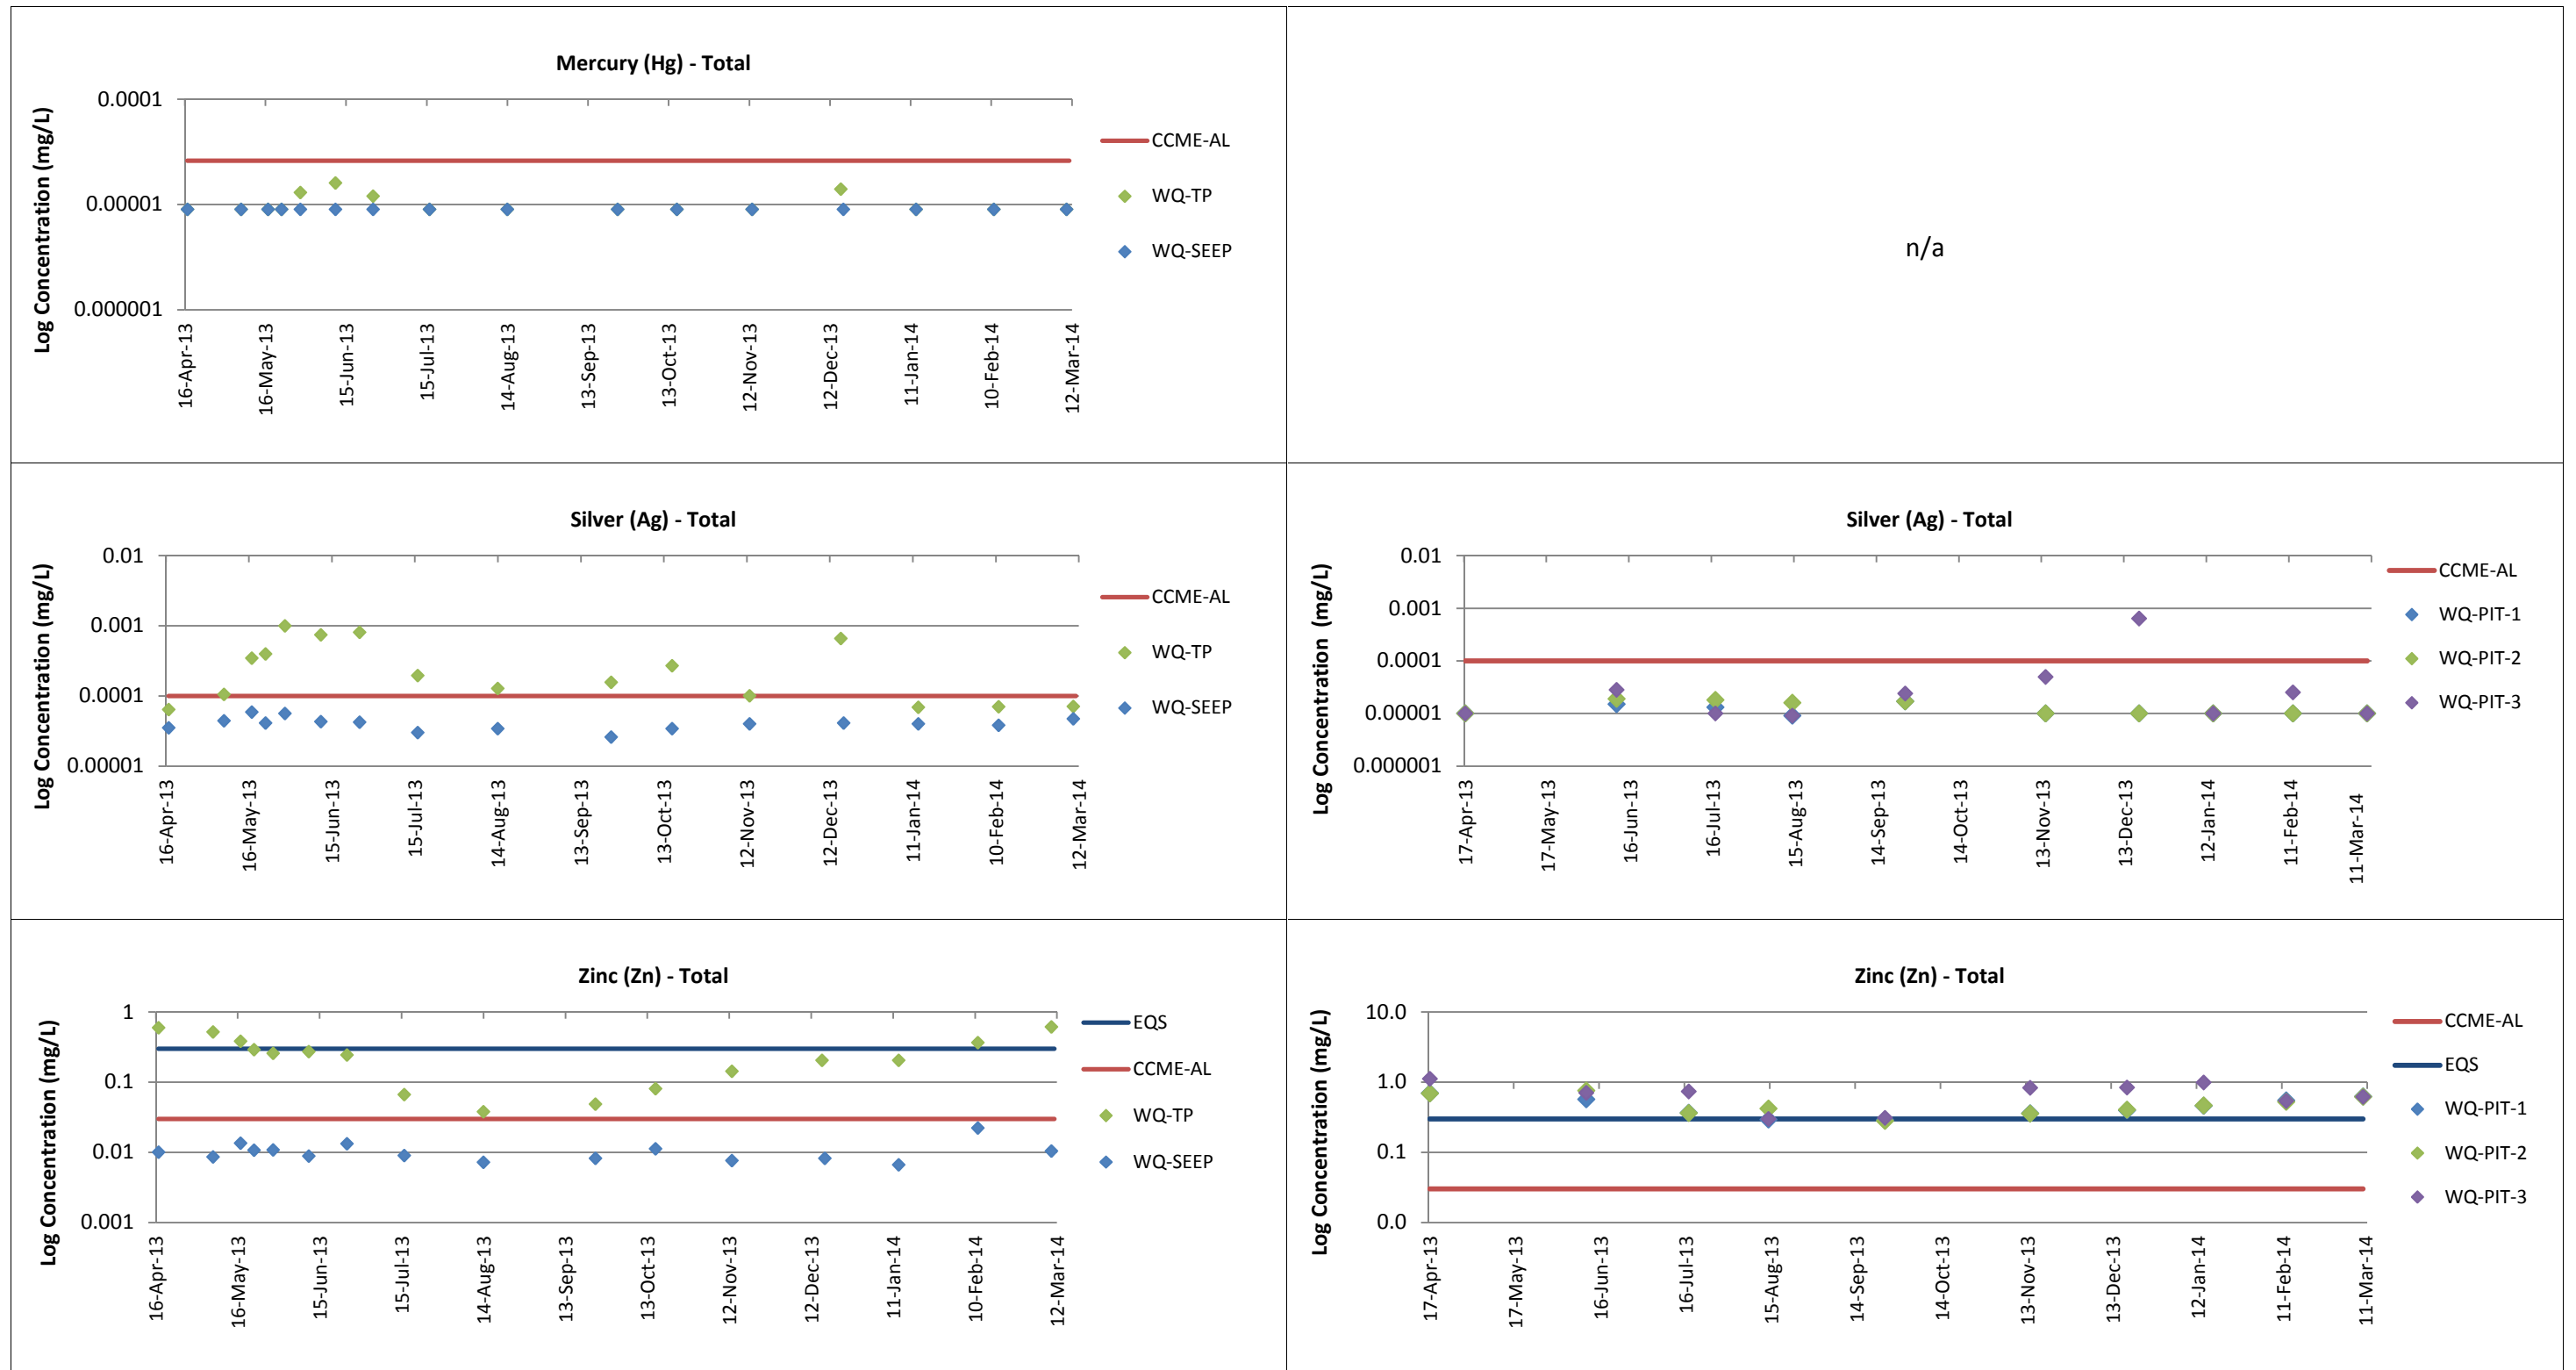 Mercury (Hg) - Total
Log Concentration (mg/L)
0.0001
0.00001
0.000001
16-Apr-13
16-May-13
15-Jun-13
15-Jul-13
14-Aug-13
13-Sep-13
13-Oct-13
12-Nov-13
12-Dec-13
11-Jan-14
10-Feb-14
12-Mar-14
CCME-AL
WQ-TP
WQ-SEEP
n/a
Silver (Ag) - Total
Log Concentration (mg/L)
0.01
0.001
0.0001
0.00001
16-Apr-13
16-May-13
15-Jun-13
15-Jul-13
14-Aug-13
13-Sep-13
13-Oct-13
12-Nov-13
12-Dec-13
11-Jan-14
10-Feb-14
12-Mar-14
CCME-AL
WQ-TP
WQ-SEEP
Silver (Ag) - Total
Log Concentration (mg/L)
0.01
0.001
0.0001
0.00001
0.000001
17-Apr-13
17-May-13
16-Jun-13
16-Jul-13
15-Aug-13
14-Sep-13
14-Oct-13
13-Nov-13
13-Dec-13
12-Jan-14
11-Feb-14
11-Mar-14
CCME-AL
WQ-PIT-1
WQ-PIT-2
WQ-PIT-3
Zinc (Zn) - Total
Log Concentration (mg/L)
1
0.1
0.01
0.001
16-Apr-13
16-May-13
15-Jun-13
15-Jul-13
14-Aug-13
13-Sep-13
13-Oct-13
12-Nov-13
12-Dec-13
11-Jan-14
10-Feb-14
12-Mar-14
EQS
CCME-AL
WQ-TP
WQ-SEEP
Zinc (Zn) - Total
Log Concentration (mg/L)
10.0
1.0
0.1
0.0
17-Apr-13
17-May-13
16-Jun-13
16-Jul-13
15-Aug-13
14-Sep-13
14-Oct-13
13-Nov-13
13-Dec-13
12-Jan-14
11-Feb-14
11-Mar-14
CCME-AL
EQS
WQ-PIT-1
WQ-PIT-2
WQ-PIT-3